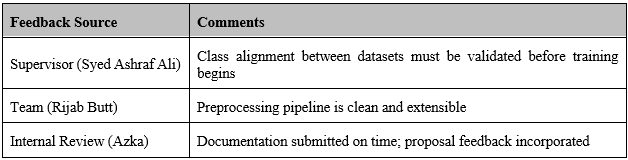 Feedback Source Comments
Supervisor (Syed Ashraf Ali) Class alignment between datasets must be validated before training
begins
Team (Rijab Butt) Preprocessing pipeline is clean and extensible
Internal Review (Azka) Documentation submitted on time; proposal feedback incorporated